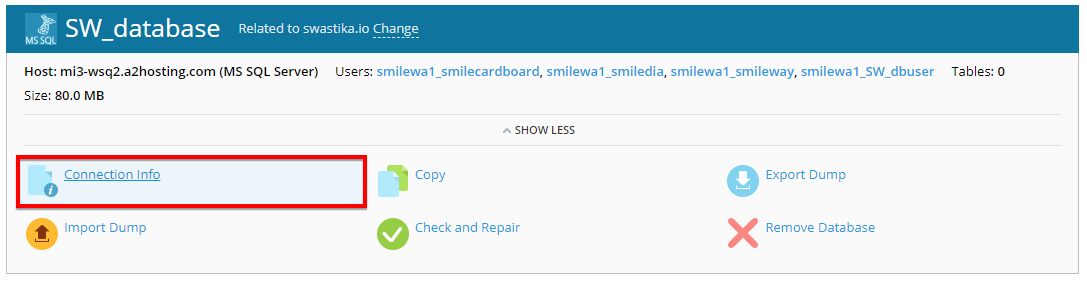 MS SQL SW_database Related to swastika.io Change
Host: mi3-wsq2.a2hosting.com (MS SQL Server) Users: smilewa1_smilecardboard, smilewa1_smiledia, smilewa1_smileway, smilewa1_SW_dbuser Tables: 0
Size: 80.0 MB
SHOW LESS
Connection Info Copy Export Dump
Import Dump Check and Repair Remove Database